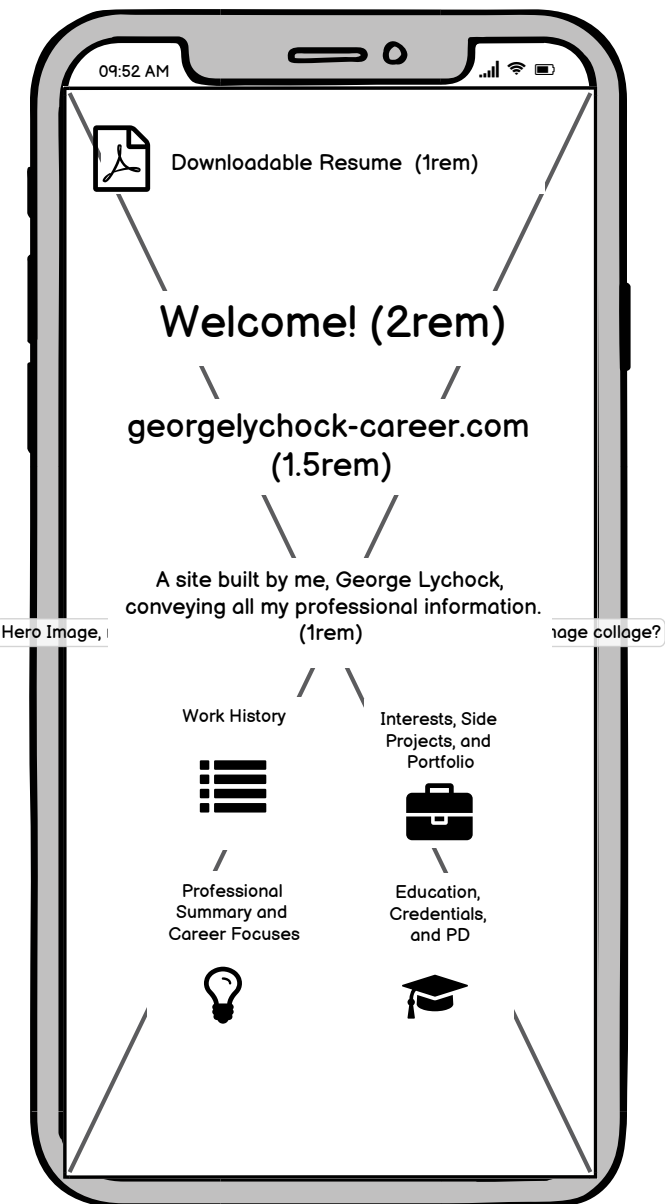 09:52 AM
Downloadable Resume (1rem)
Welcome! (2rem)
georgelychock-career.com
(1.5rem)
A site built by me, George Lychock,
conveying all my professional information.
(1rem)
Hero Image,
collage?
Work History
Interests, Side
Projects, and
Portfolio
Professional
Summary and
Career Focuses
Education,
Credentials,
and PD